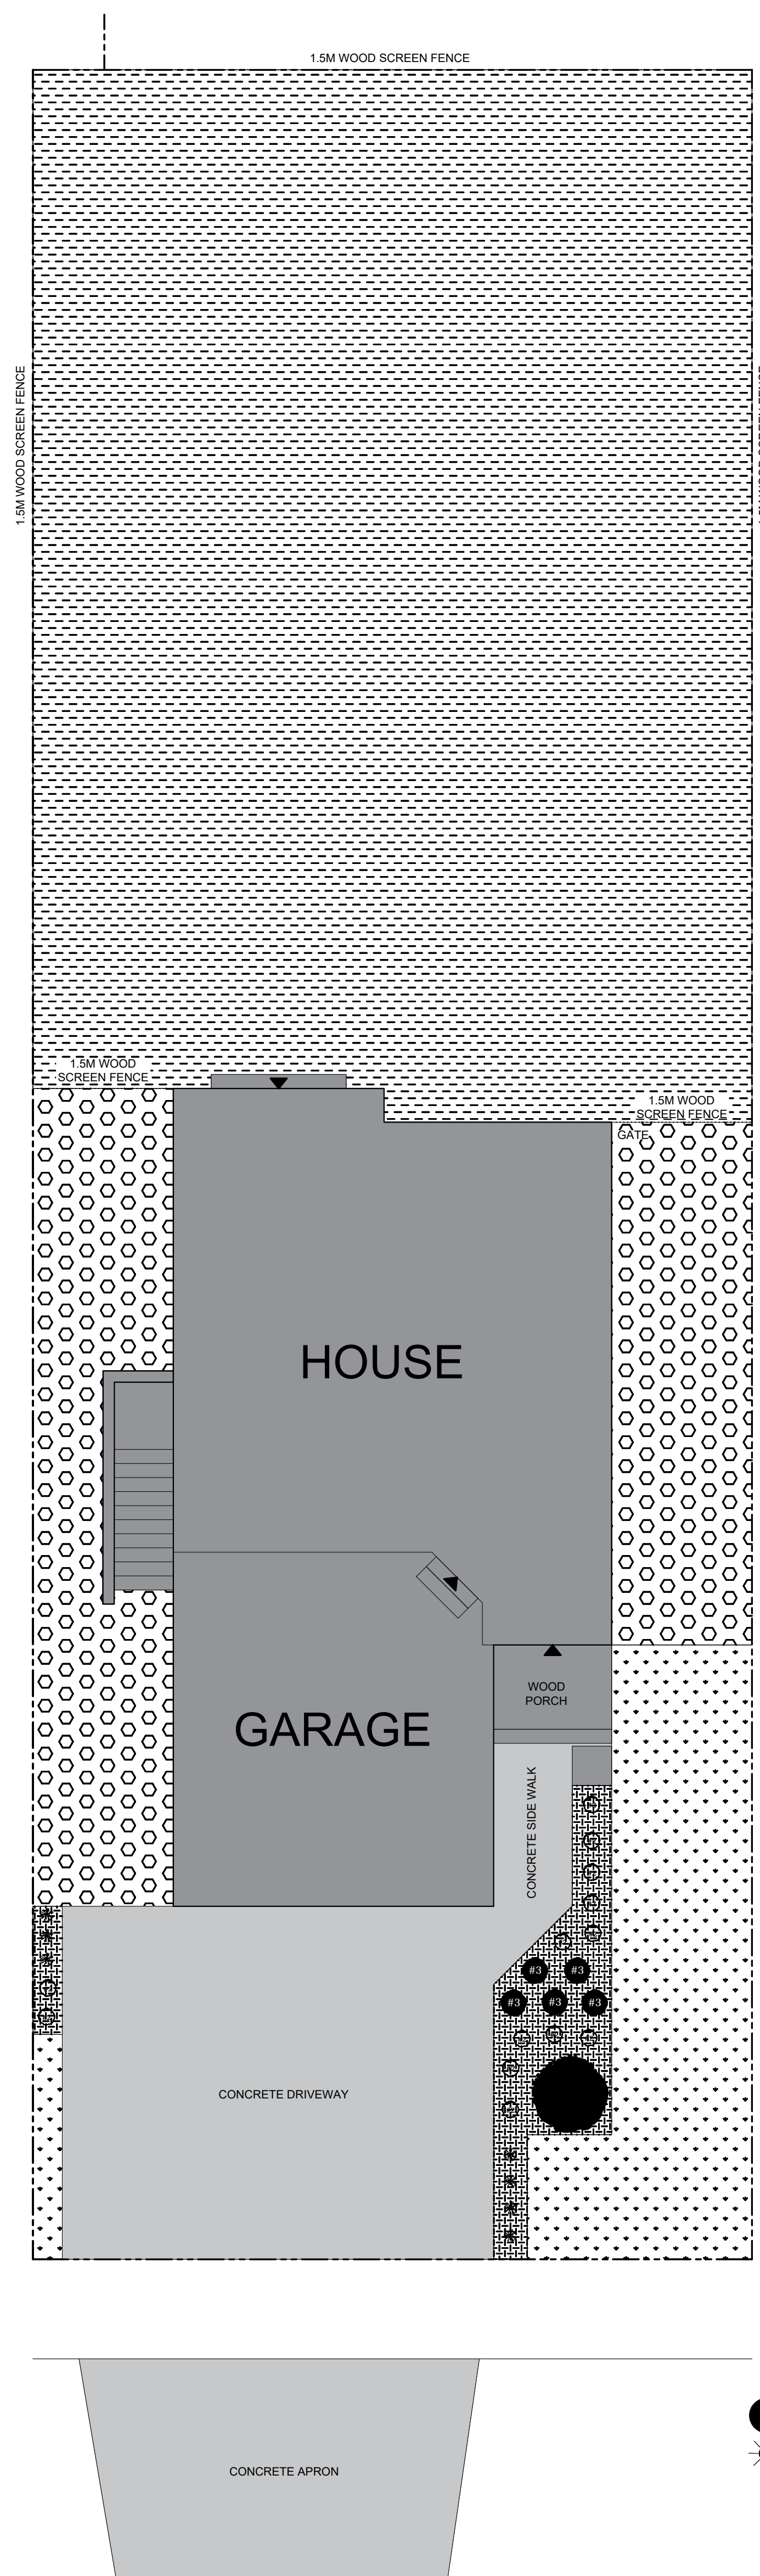 1.5M WOOD SCREEN FENCE
1.5M WOOD SCREEN FENCE
1.5M WOOD
SCREEN FENCE
1.5M WOOD
SCREEN FENCE
GATE
HOUSE
WOOD
PORCH
GARAGE
CONCRETE SIDE WALK
#3
#3
#3
#3
#3
CONCRETE DRIVEWAY
CONCRETE APRON